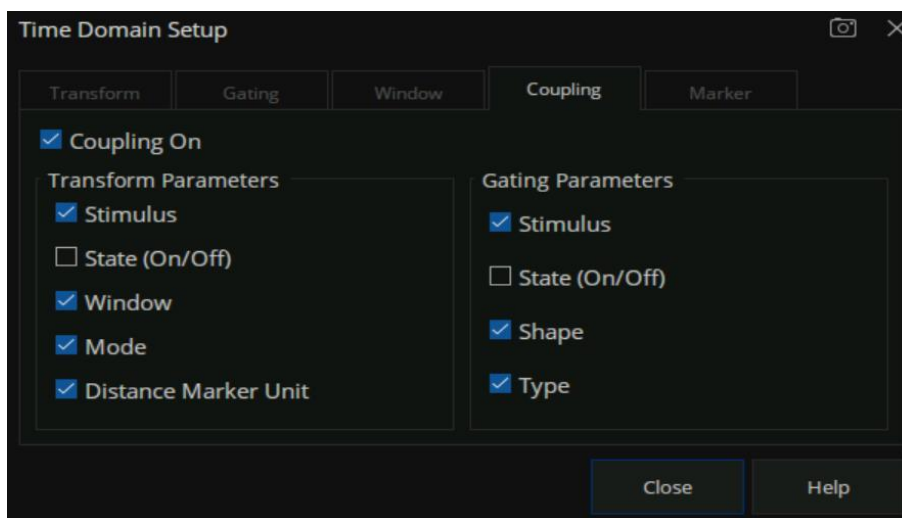 Time Domain Setup
Transform
Gating
Window
Coupling
Marker
Coupling On
Transform Parameters
Stimulus
State (On/Off)
Window
Mode
Distance Marker Unit
Gating Parameters
Stimulus
State (On/Off)
Shape
Type
Close
Help